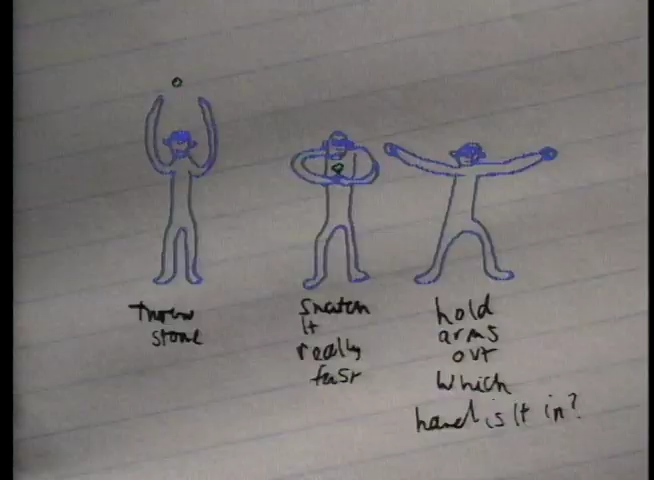 throw
stone
snatch
it
really
fast
hold
arms
out
which
hand is it in?